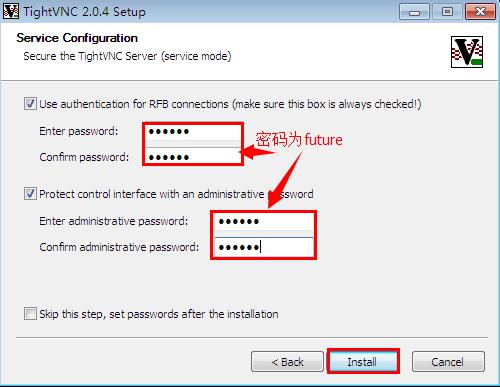 TightVNC 2.0.4 Setup
Service Configuration
Secure the TightVNC Server (service mode)
Use authentication for RFB connections (make sure this box is always checked!)
Enter password: ●●●●●●
密码为future
Confirm password: ●●●●●●
Protect control interface with an administrative password
Enter administrative password: ●●●●●●
Confirm administrative password: ●●●●●●
Skip this step, set passwords after the installation
< Back Install Cancel